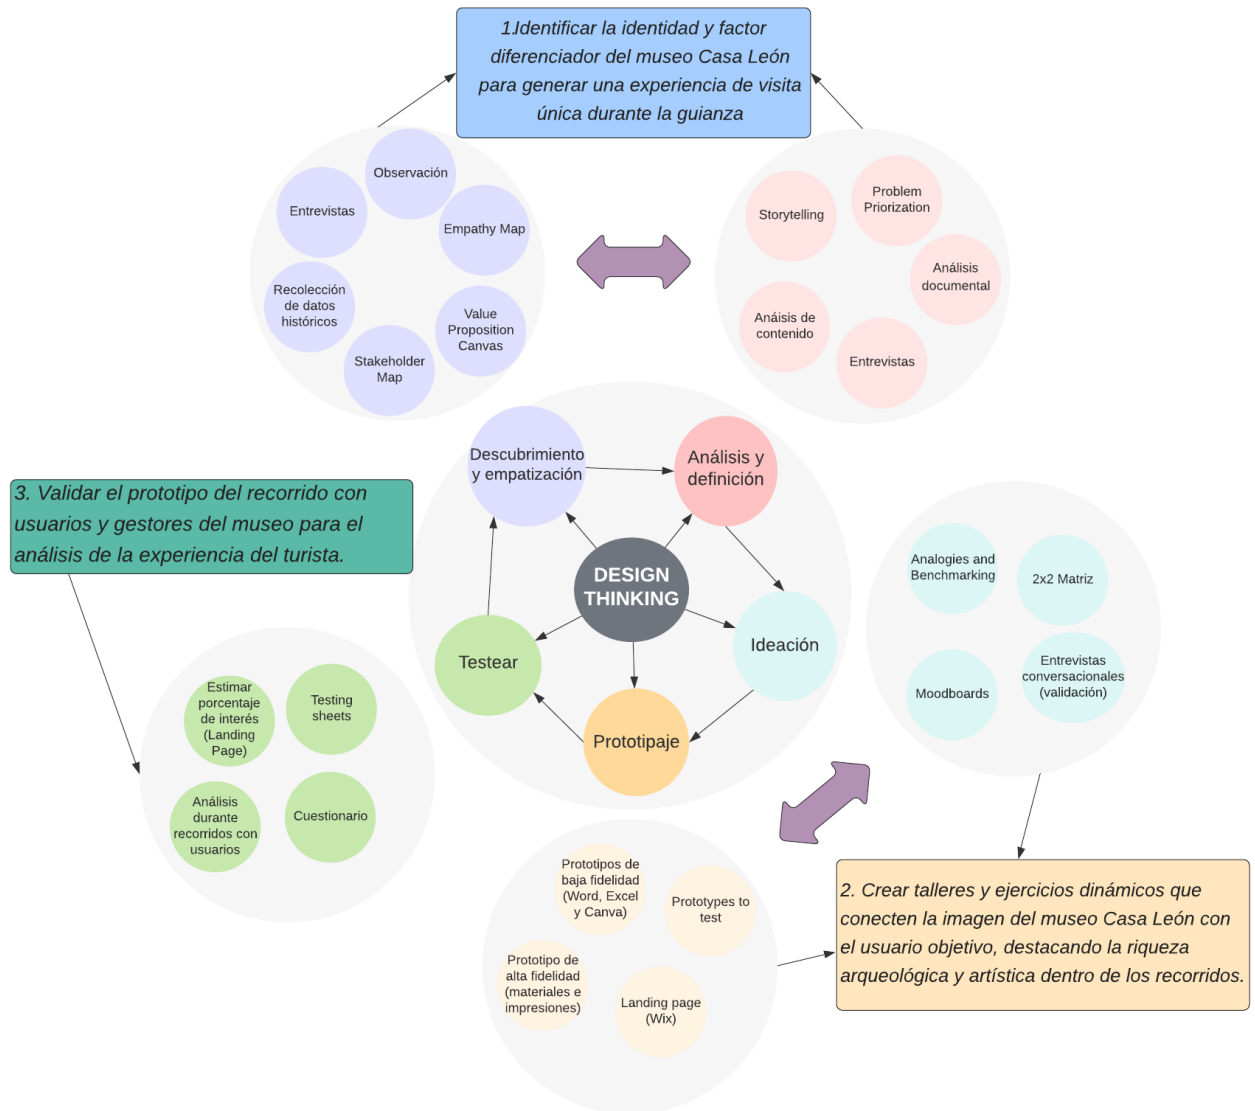 1.Identificar la identidad y factor
diferenciador del museo Casa León
para generar una experiencia de visita
única durante la guianza
Observación
Entrevistas
Empathy Map
Recolección
de datos
históricos
Value
Proposition
Canvas
Stakeholder
Map
Problem
Priorization
Storytelling
Análisis
documental
Anáisis de
contenido
Entrevistas
Descubrimiento
y empatización
Análisis y
definición
DESIGN
THINKING
Ideación
Testear
Prototipaje
3. Validar el prototipo del recorrido con
usuarios y gestores del museo para el
análisis de la experiencia del turista.
Estimar
porcentaje
de interés
(Landing
Page)
Testing
sheets
Análisis
durante
recorridos con
usuarios
Cuestionario
Analogies and
Benchmarking
2x2 Matriz
Moodboards
Entrevistas
conversacionales
(validación)
Prototipos de
baja fidelidad
(Word, Excel
y Canva)
Prototypes to
test
Prototipo de
alta fidelidad
(materiales e
impresiones)
Landing page
(Wix)
2. Crear talleres y ejercicios dinámicos que
conecten la imagen del museo Casa León con
el usuario objetivo, destacando la riqueza
arqueológica y artística dentro de los recorridos.